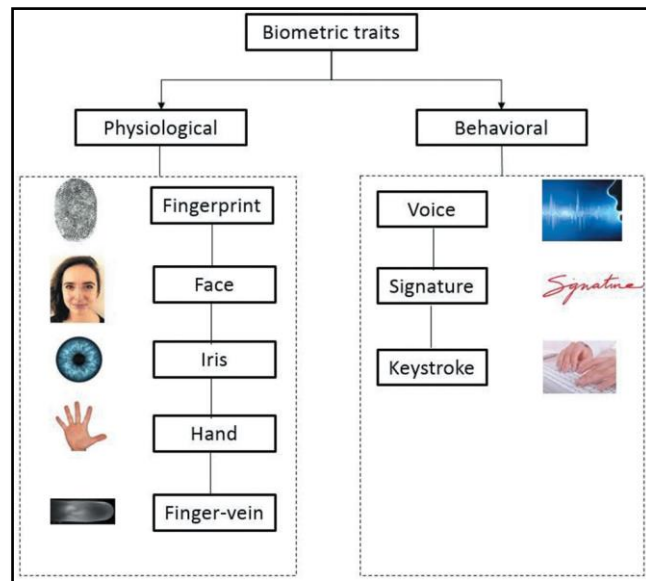 Biometric traits
Physiological
Behavioral
Fingerprint
Face
Iris
Hand
Finger-vein
Voice
Signature
Keystroke
Signature